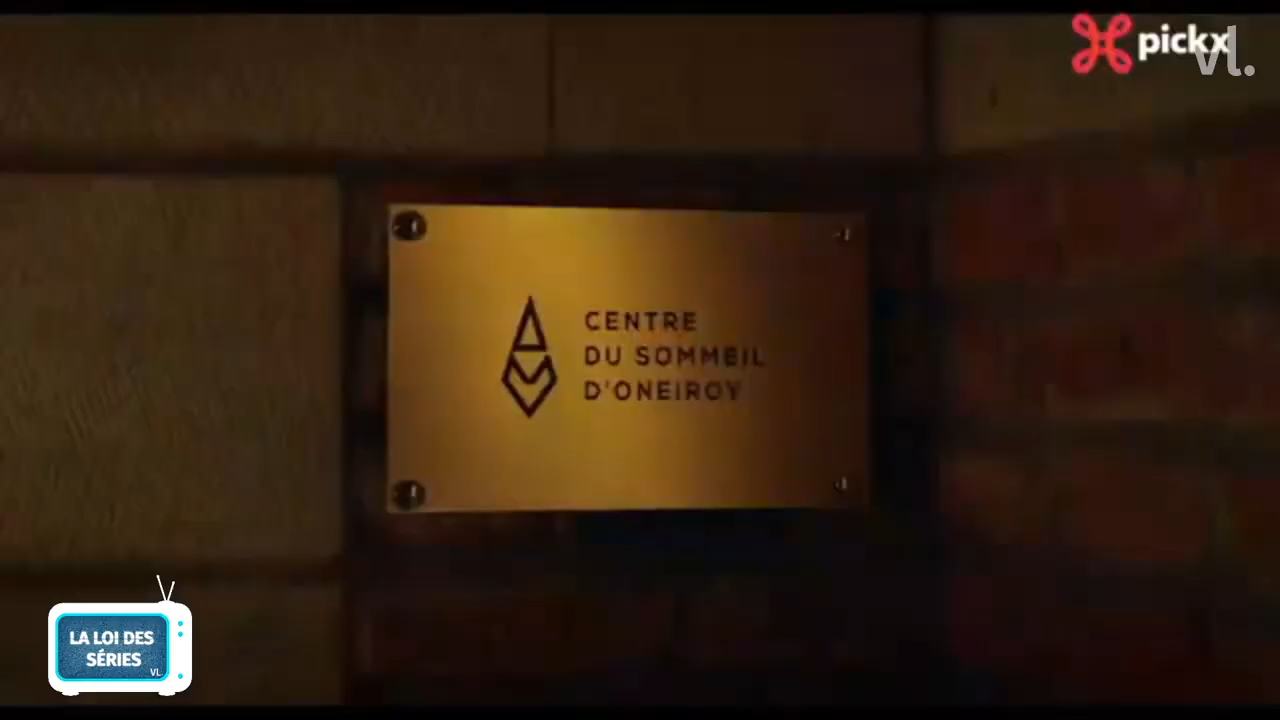 pickx
vl.
CENTRE
DU SOMMEIL
D'ONEIROY
LA LOI DES
SÉRIES
VL